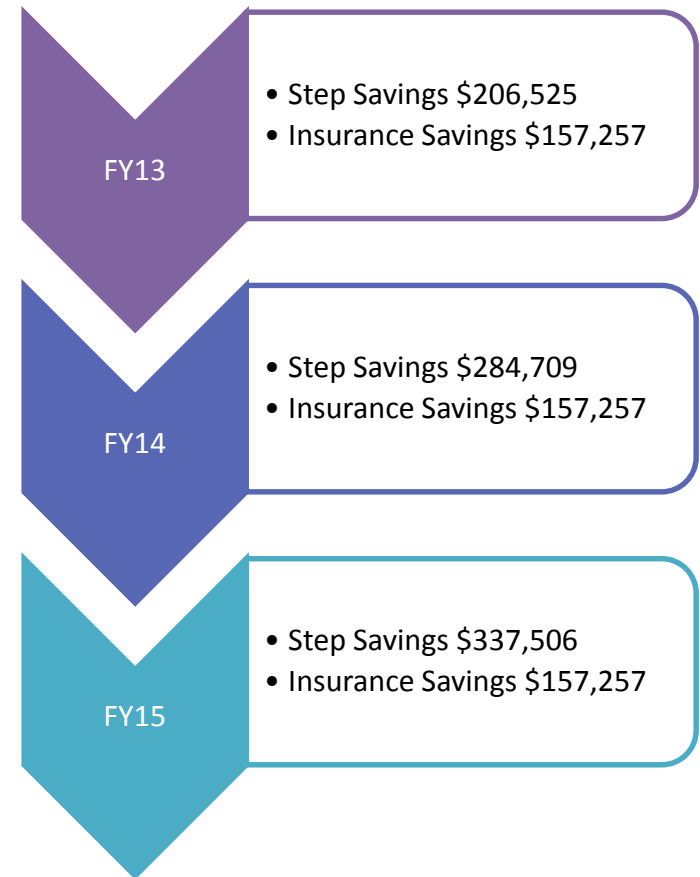 FY13
• Step Savings $206,525
• Insurance Savings $157,257
FY14
• Step Savings $284,709
• Insurance Savings $157,257
FY15
• Step Savings $337,506
• Insurance Savings $157,257